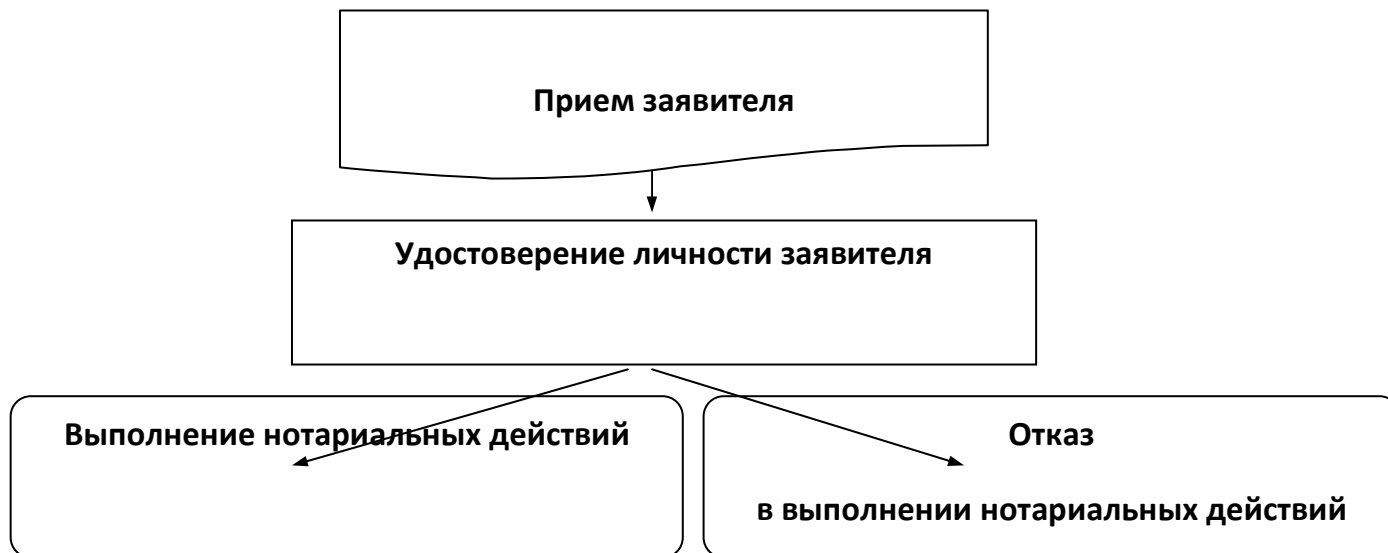 Прием заявителя
Удостоверение личности заявителя
Выполнение нотариальных действий
Отказ
в выполнении нотариальных действий